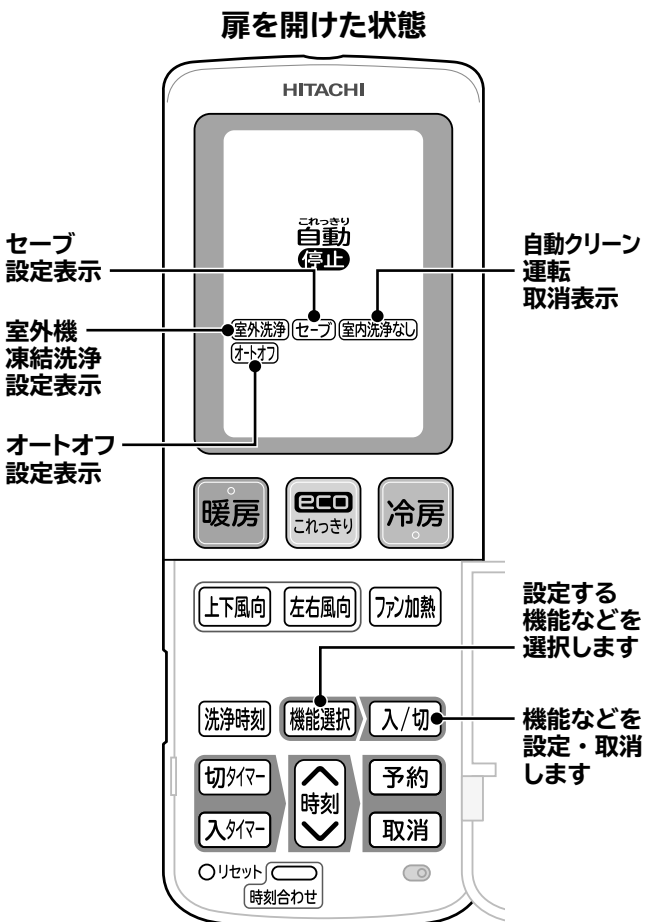 扉を開けた状態
HITACHI
これっきり
自動
停止
セーブ
設定表示
自動クリーン
運転
取消表示
室外機
凍結洗浄
設定表示
室外洗浄 セーブ 室内洗浄なし
オートオフ
オートオフ
設定表示
暖房
eco
これっきり
冷房
上下風向 左右風向 ファン加熱
設定する
機能などを
選択します
洗浄時刻 機能選択 入/切
機能などを
設定・取消
します
切タイマー
時刻
予約
入タイマー
取消
リセット
時刻合わせ